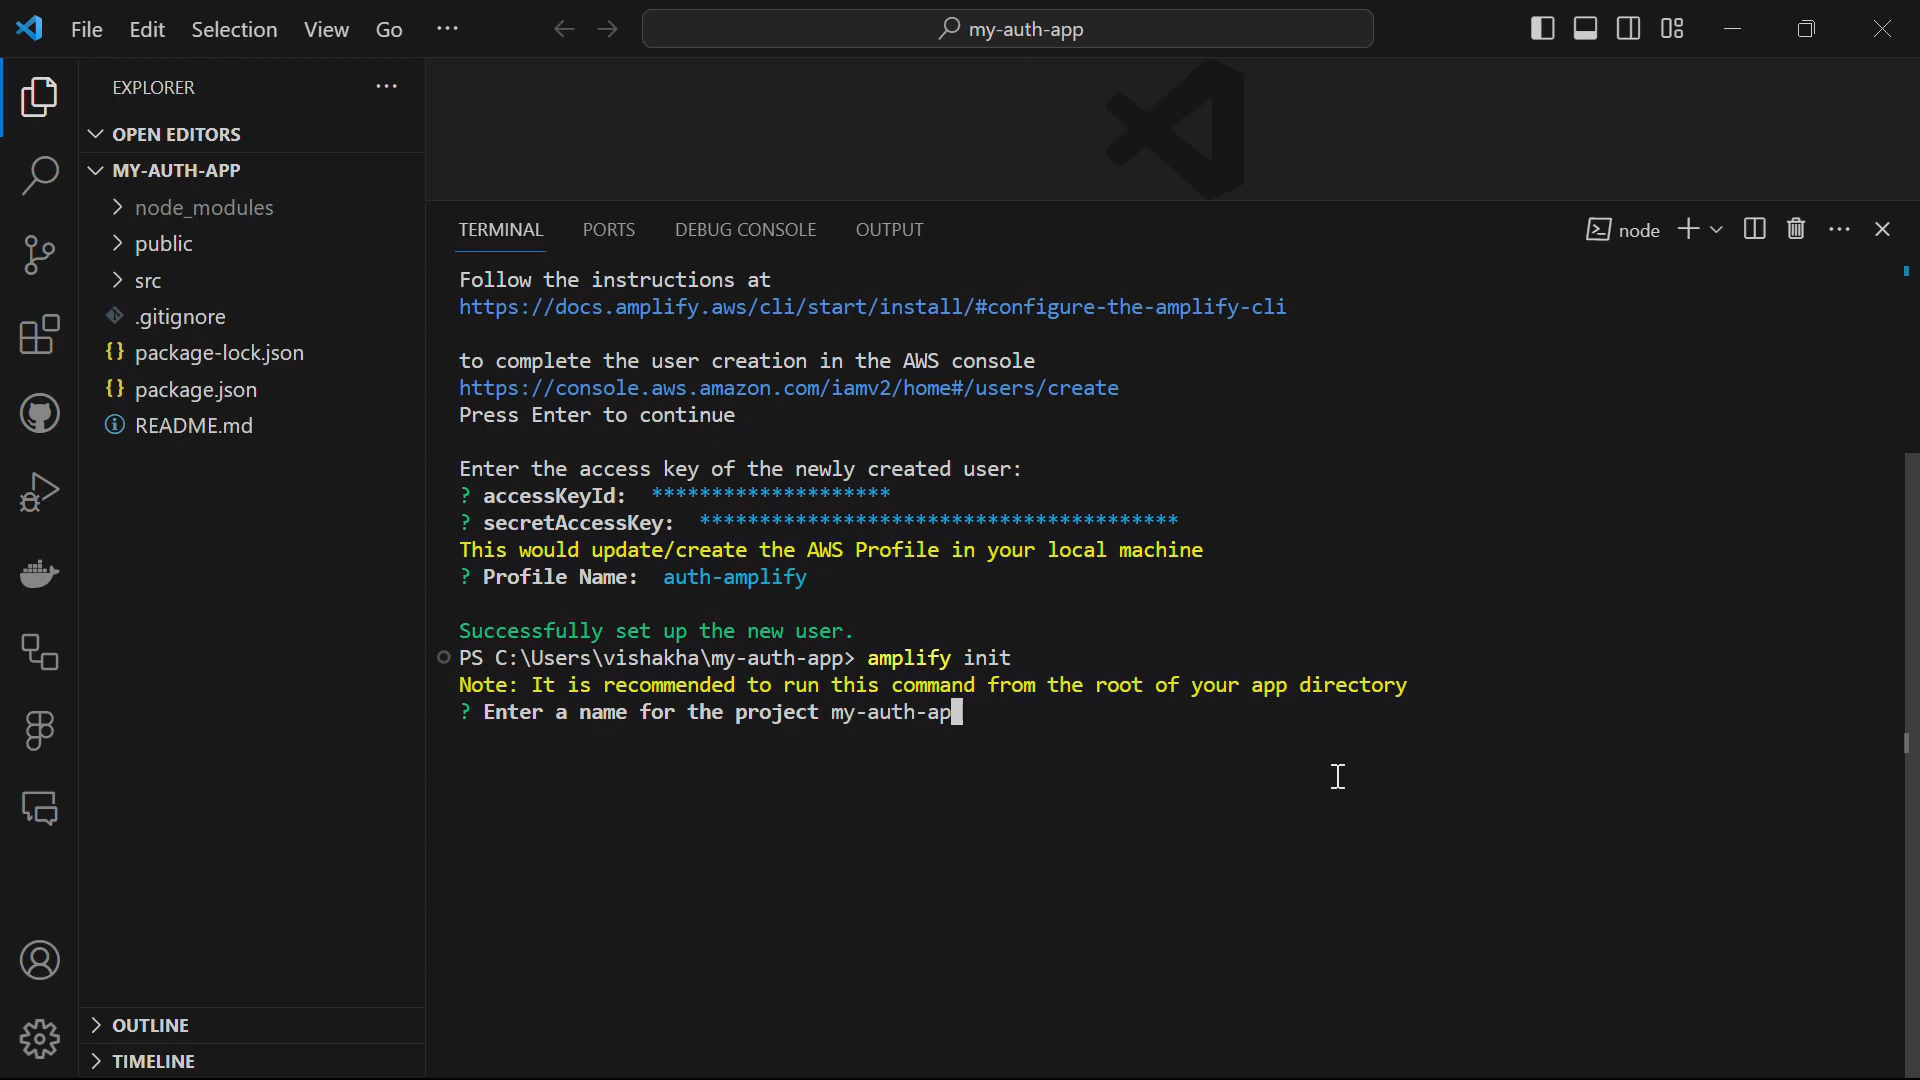 File Edit Selection View Go ···
my-auth-app
EXPLORER ···
OPEN EDITORS
MY-AUTH-APP
node_modules
public
src
.gitignore
package-lock.json
package.json
README.md
OUTLINE
TIMELINE
TERMINAL PORTS DEBUG CONSOLE OUTPUT
node
Follow the instructions at
https://docs.amplify.aws/cli/start/install/#configure-the-amplify-cli
to complete the user creation in the AWS console
https://console.aws.amazon.com/iamv2/home#/users/create
Press Enter to continue
Enter the access key of the newly created user:
? accessKeyId: ********************
? secretAccessKey: ****************************************
This would update/create the AWS Profile in your local machine
? Profile Name: auth-amplify
Successfully set up the new user.
PS C:\Users\vishakha\my-auth-app> amplify init
Note: It is recommended to run this command from the root of your app directory
? Enter a name for the project my-auth-ap